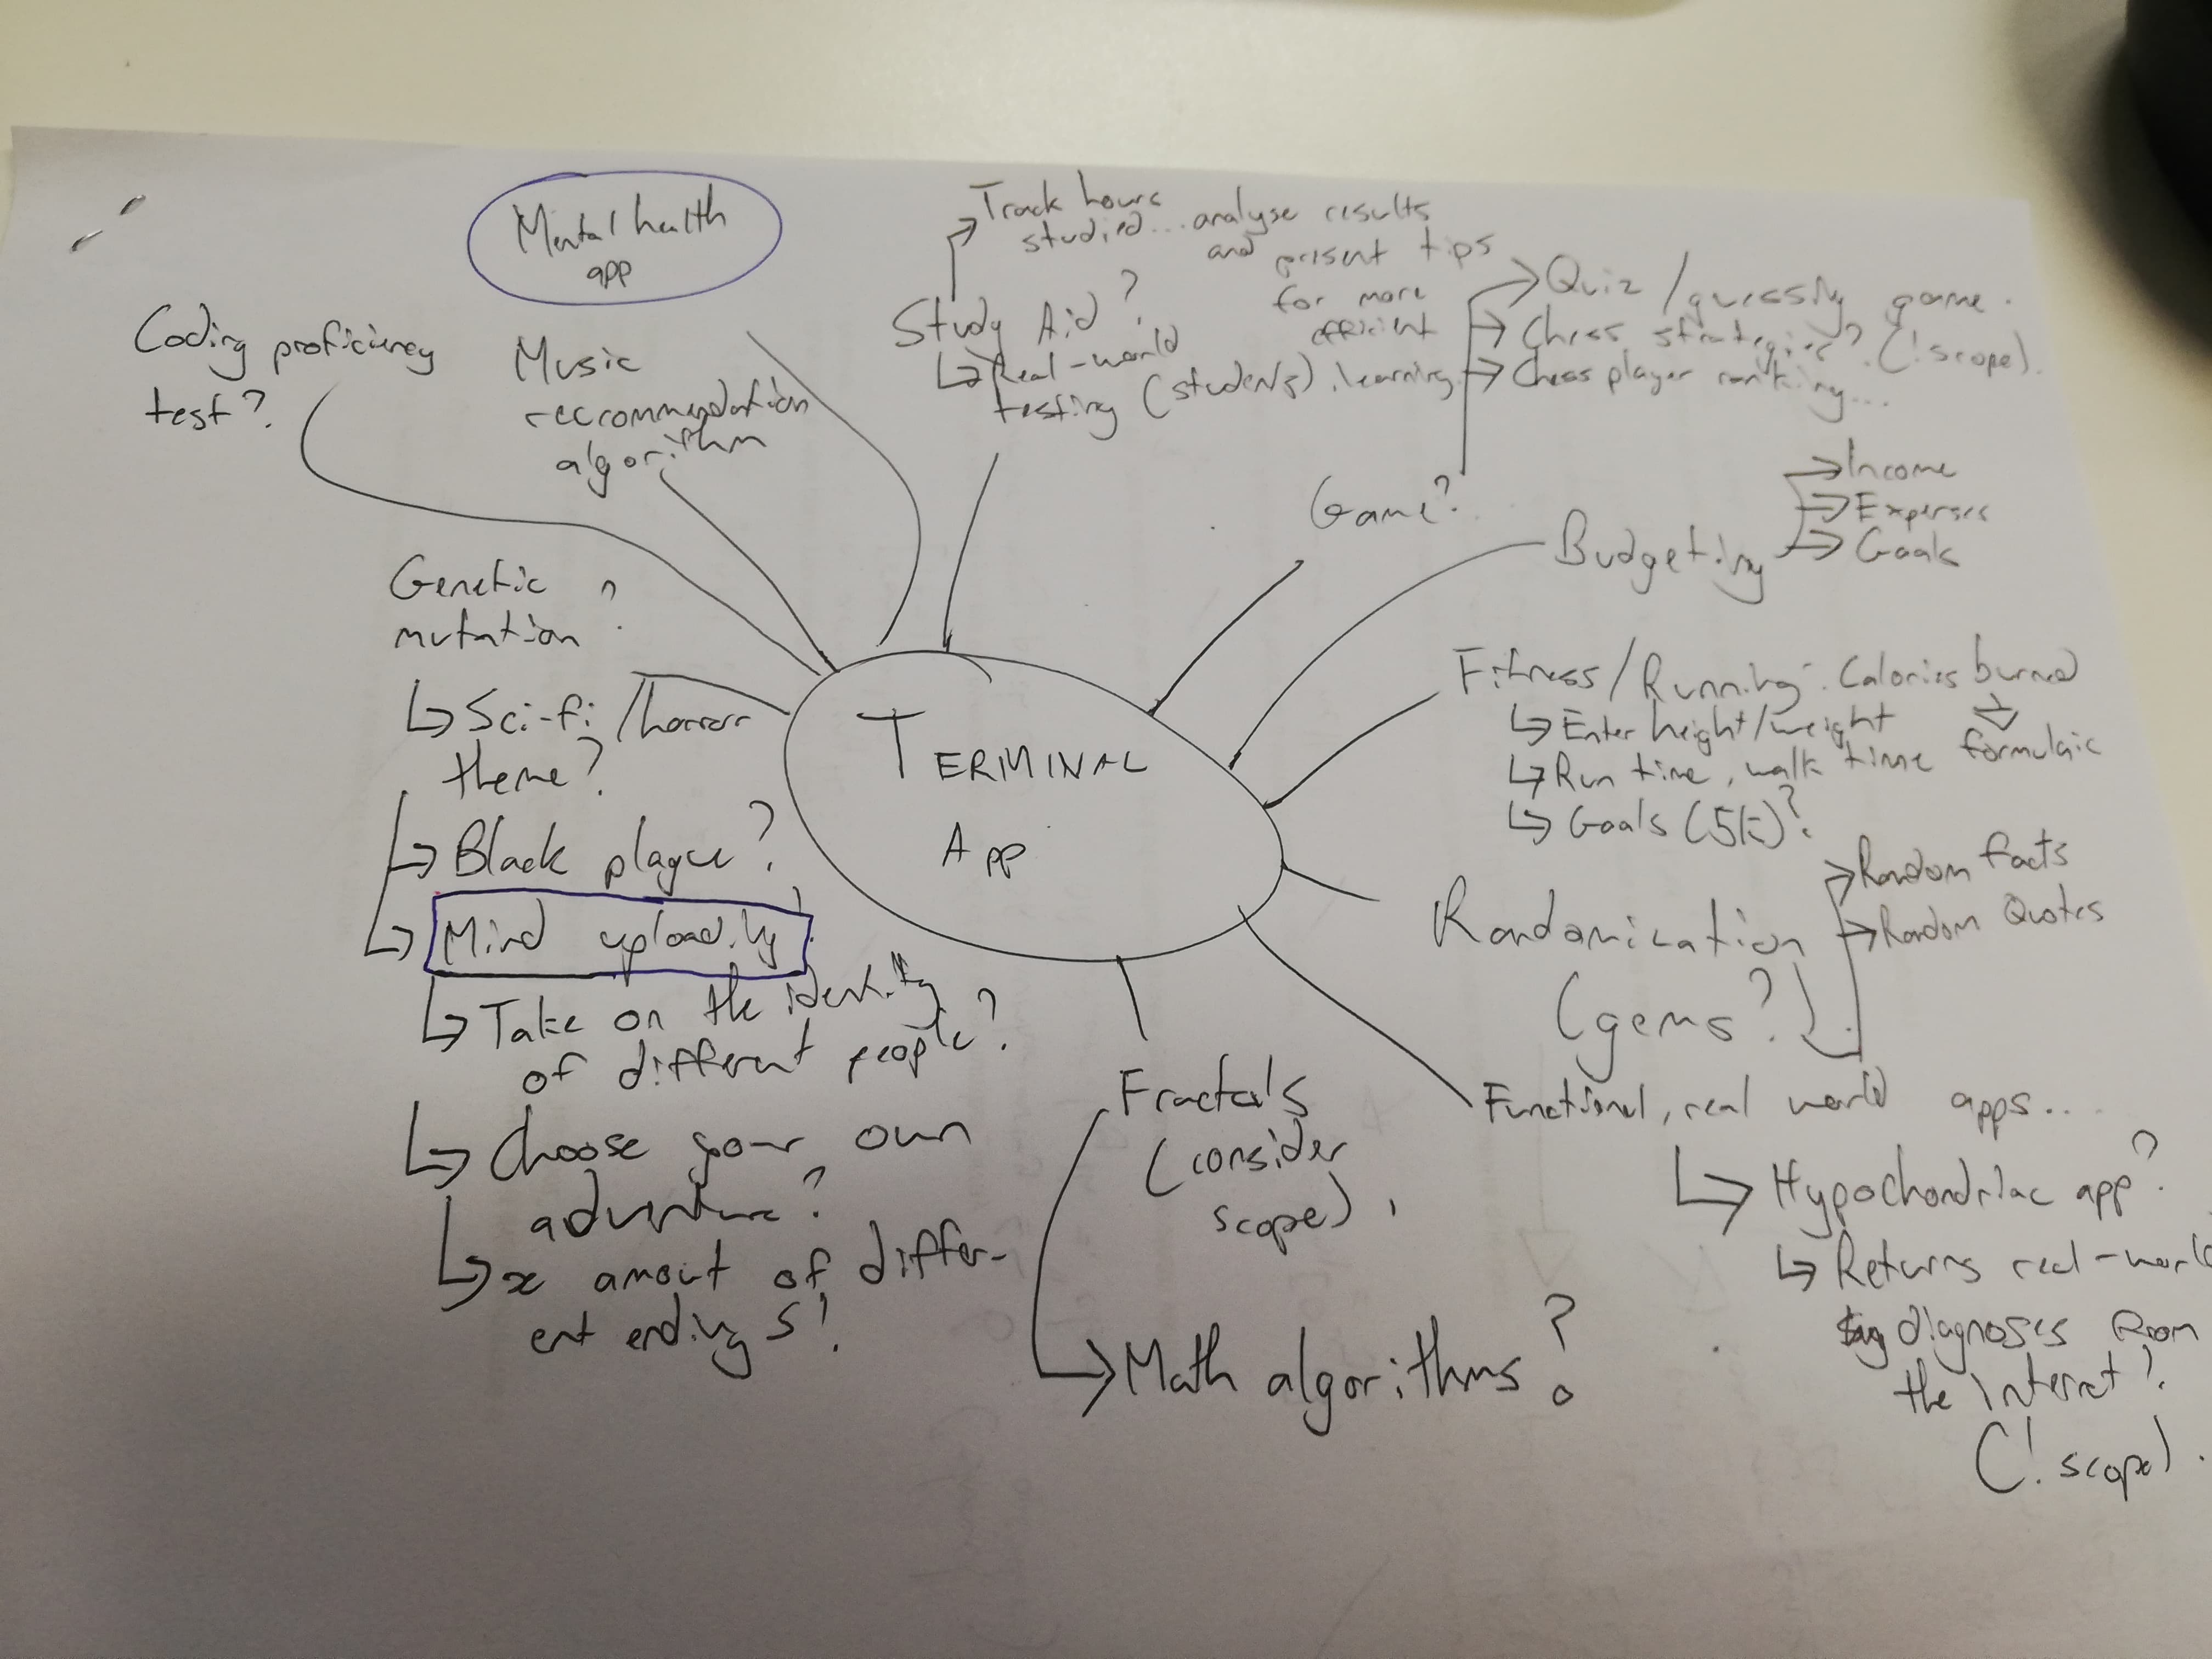 Mental health
app
Coding proficiency
test?
Music
recommendation
algorithm
Track hours
studied... analyse results
and present tips
for more
efficient
learning
Study Aid?
Real-world
testing (students).
Game?
Quiz / guessing game.
Chess strategies? (! scope).
Chess player ranking...
Budgeting
Income
Expenses
Goals
Genetic
mutation?
Sci-fi/horror
theme?
Black plague?
Mind uploading
Take on the identity
of different people?
Choose your own
adventure?
x amout of differ-
ent endings!
TERMINAL
APP
Fitness/Running. Calories burned
formulaic
Enter height/weight
Run time, walk time
Goals (5k)?
Randomization
(gems?)
Random facts
Random Quotes
Functional, real world apps...
Hypochondriac app?
Returns real-world
diagnoses from
the internet?
(! scope).
Fractals
(consider
scope).
Math algorithms?